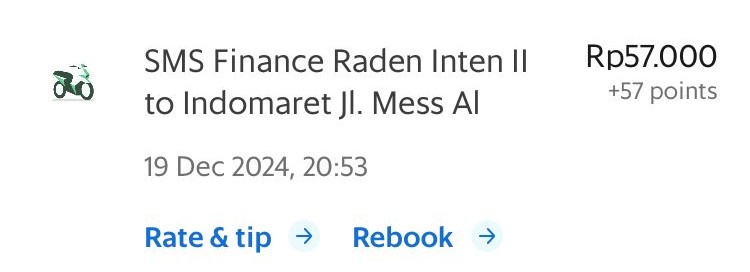 SMS Finance Raden Inten II
to Indomaret Jl. Mess Al
Rp57.000
+57 points
19 Dec 2024, 20:53
Rate & tip
Rebook